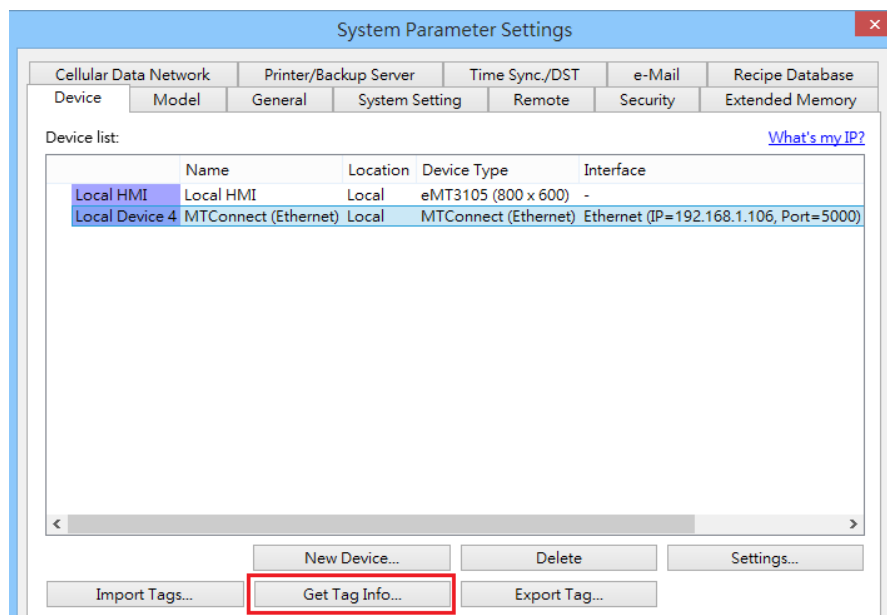 System Parameter Settings
Cellular Data Network Printer/Backup Server Time Sync./DST e-Mail Recipe Database
Device Model General System Setting Remote Security Extended Memory
Device list: What's my IP?
Name Location Device Type Interface
Local HMI Local HMI Local eMT3105 (800 x 600) -
Local Device 4 MTConnect (Ethernet) Local MTConnect (Ethernet) Ethernet (IP=192.168.1.106, Port=5000)
New Device... Delete Settings...
Import Tags... Get Tag Info... Export Tag...